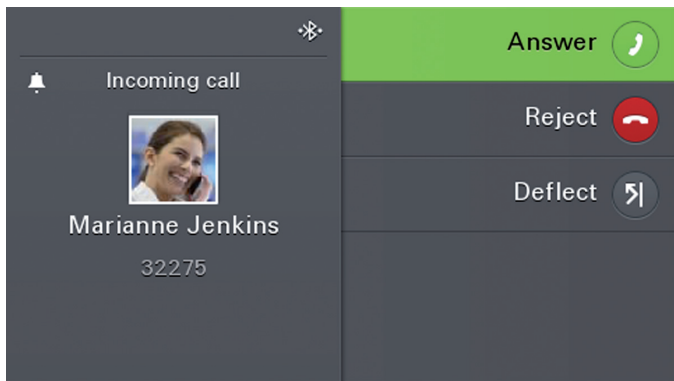 Incoming call
Marianne Jenkins
32275
Answer
Reject
Deflect